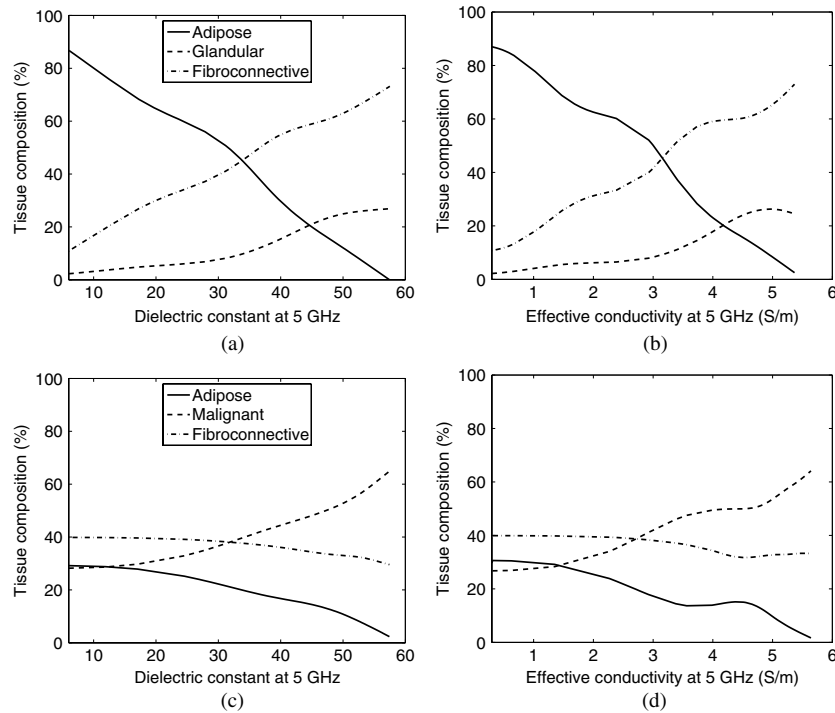 100
80
60
40
20
0
Tissue composition (%)
Adipose
Glandular
Fibroconnective
10 20 30 40 50 60
Dielectric constant at 5 GHz
(a)
100
80
60
40
20
0
Tissue composition (%)
1 2 3 4 5 6
Effective conductivity at 5 GHz (S/m)
(b)
100
80
60
40
20
0
Tissue composition (%)
Adipose
Malignant
Fibroconnective
10 20 30 40 50 60
Dielectric constant at 5 GHz
(c)
100
80
60
40
20
0
Tissue composition (%)
1 2 3 4 5 6
Effective conductivity at 5 GHz (S/m)
(d)